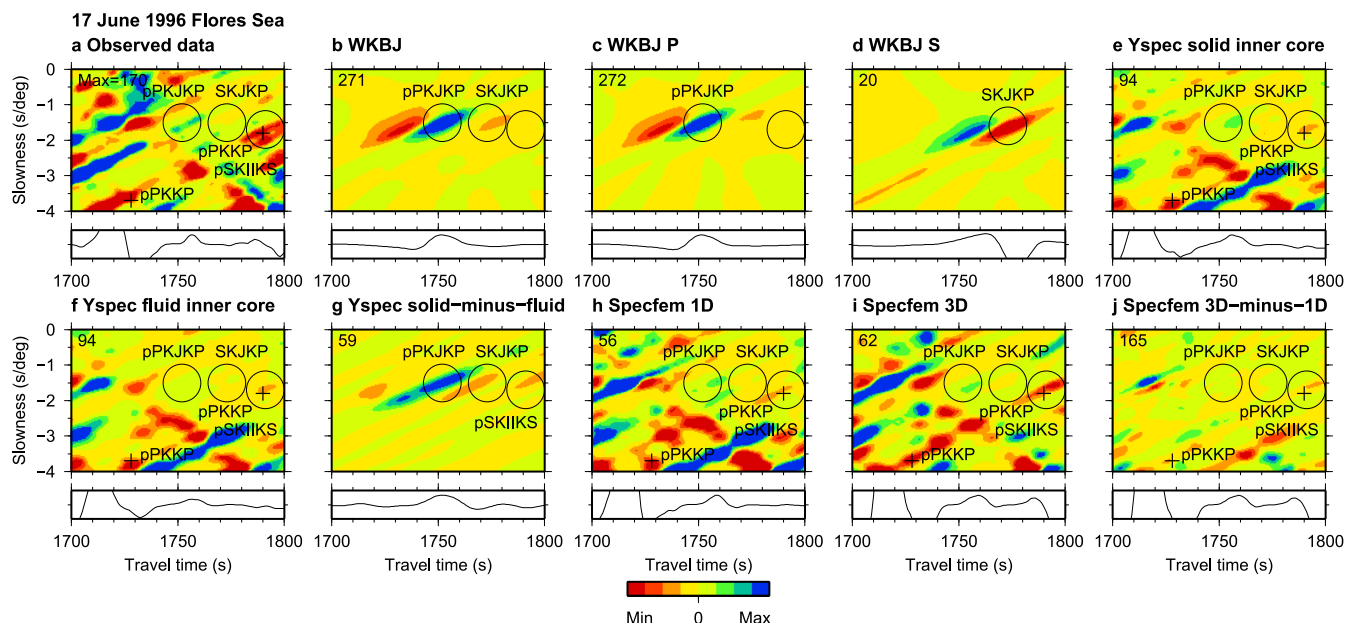 17 June 1996 Flores Sea
a Observed data
b WKBJ
c WKBJ P
d WKBJ S
e Yspec solid inner core
Slowness (s/deg)
0
−1
−2
−3
−4
Max=170
pPKJKP SKJKP
pPKKP
pSKIIKS
pPKKP
271
pPKJKP SKJKP
272
pPKJKP
20
SKJKP
94
pPKJKP SKJKP
pPKKP
pSKIIKS
pPKKP
1700 1750 1800
1700 1750 1800
1700 1750 1800
1700 1750 1800
1700 1750 1800
f Yspec fluid inner core
g Yspec solid−minus−fluid
h Specfem 1D
i Specfem 3D
j Specfem 3D−minus−1D
Slowness (s/deg)
0
−1
−2
−3
−4
94
pPKJKP SKJKP
pPKKP
pSKIIKS
pPKKP
59
pPKJKP SKJKP
pSKIIKS
56
pPKJKP SKJKP
pPKKP
pSKIIKS
pPKKP
62
pPKJKP SKJKP
pPKKP
pSKIIKS
pPKKP
165
pPKJKP SKJKP
pPKKP
pSKIIKS
pPKKP
1700 1750 1800
1700 1750 1800
1700 1750 1800
1700 1750 1800
1700 1750 1800
Travel time (s)
Travel time (s)
Travel time (s)
Travel time (s)
Travel time (s)
Min 0 Max